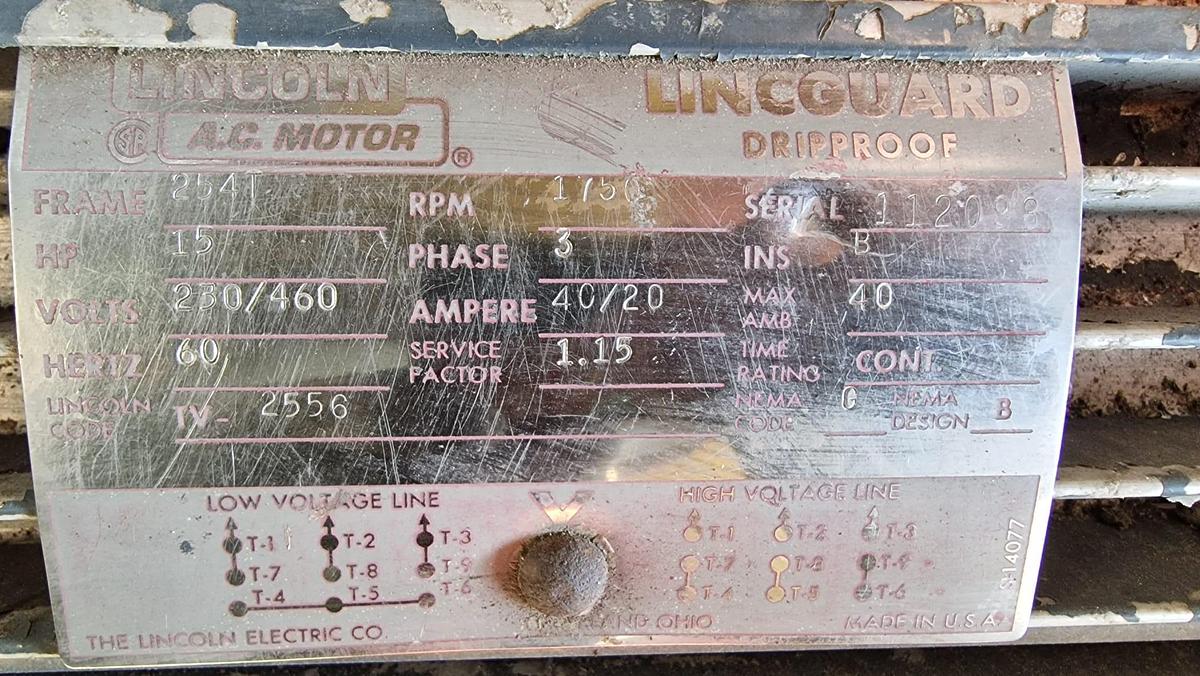 LINCOLN
LINCGUARD
SA
A.C. MOTOR ®
DRIPPROOF
FRAME 254T RPM 1750 SERIAL
HP 15 PHASE 3 INS B
VOLTS 230/460 AMPERE 40/20 MAX AMB 40
HERTZ 60 SERVICE FACTOR 1.15 TIME RATING CONT.
LINCOLN CODE TV- 2556 NEMA CODE G NEMA DESIGN B
LOW VOLTAGE LINE
T-1 T-2 T-3
T-7 T-8 T-9
T-4 T-5 T-6
HIGH VOLTAGE LINE
T-1 T-2 T-3
T-7 T-8 T-9
T-4 T-5 T-6
S-14077
THE LINCOLN ELECTRIC CO.
OHIO
MADE IN U.S.A.